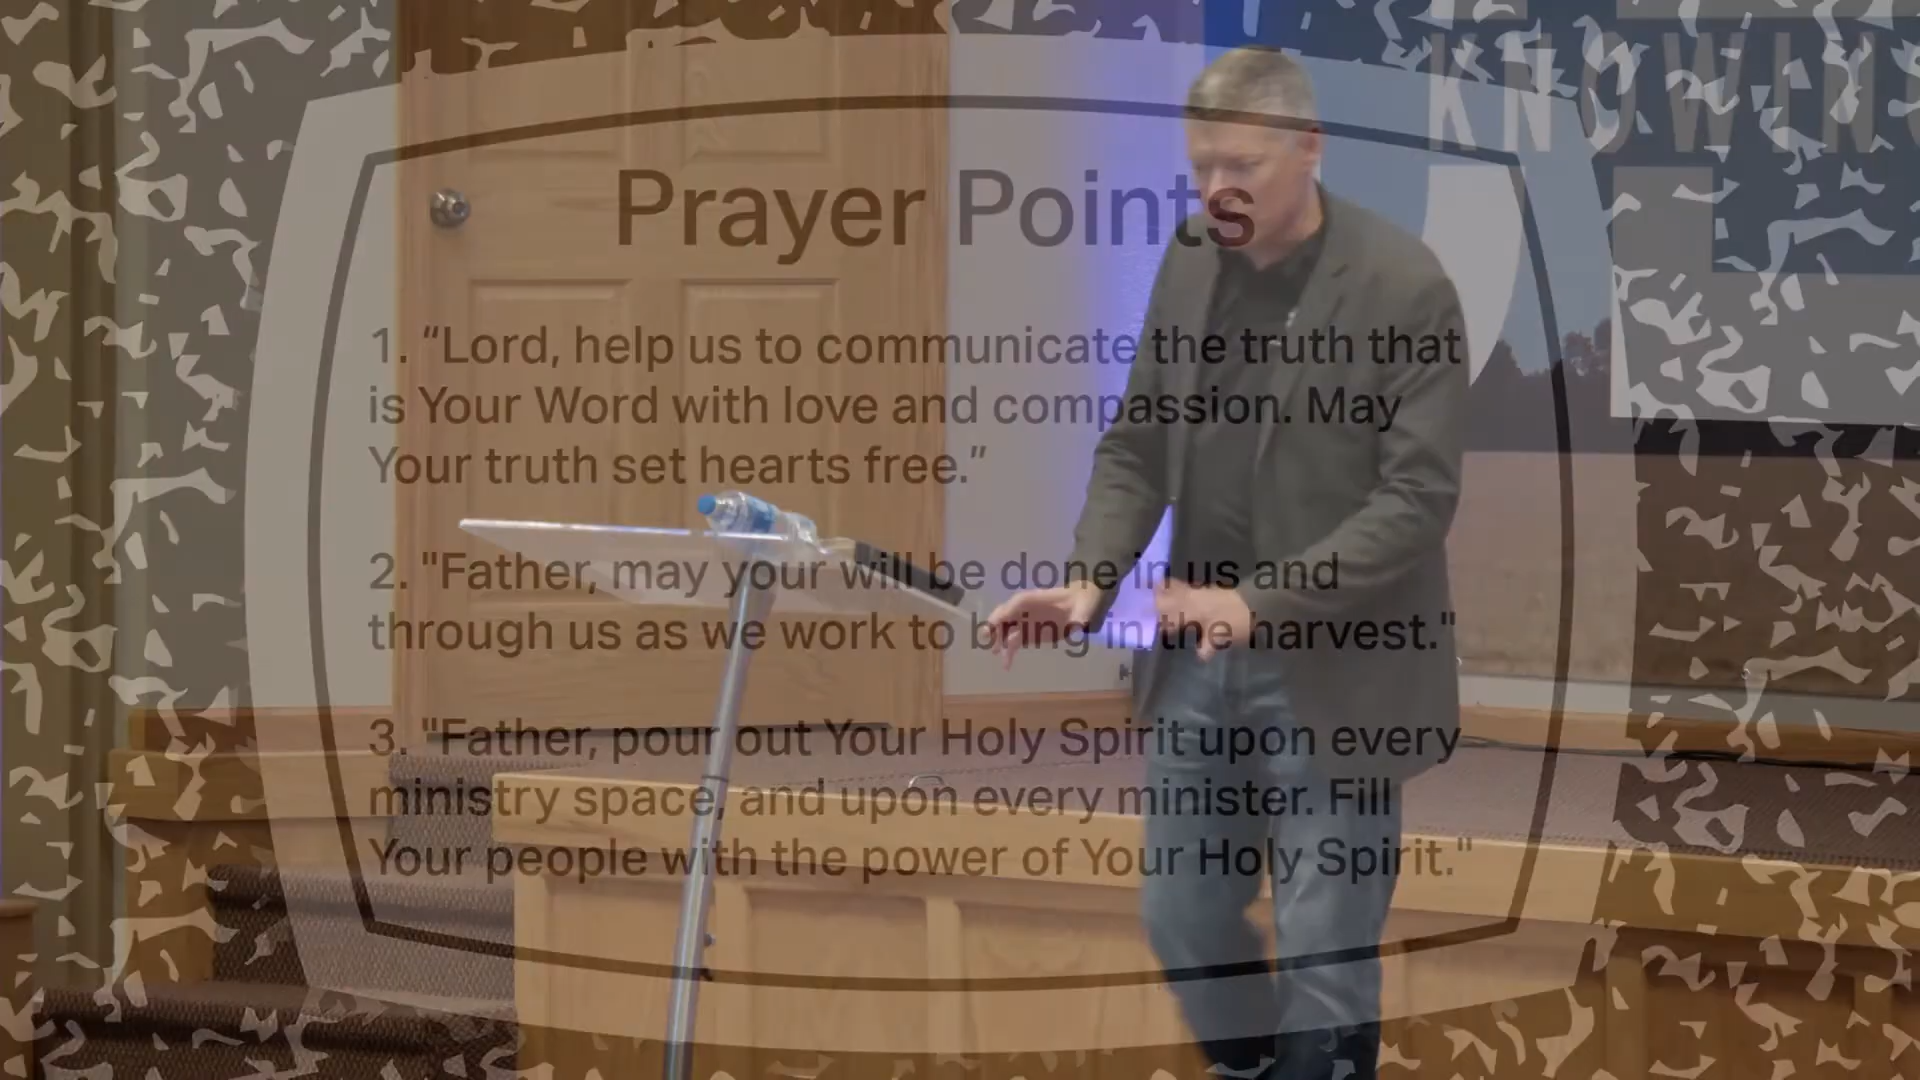 KNOWING
Prayer Points
1. “Lord, help us to communicate the truth that
is Your Word with love and compassion. May
Your truth set hearts free.”
2. "Father, may your will be done in us and
through us as we work to bring in the harvest."
3. "Father, pour out Your Holy Spirit upon every
ministry space, and upon every minister. Fill
Your people with the power of Your Holy Spirit."